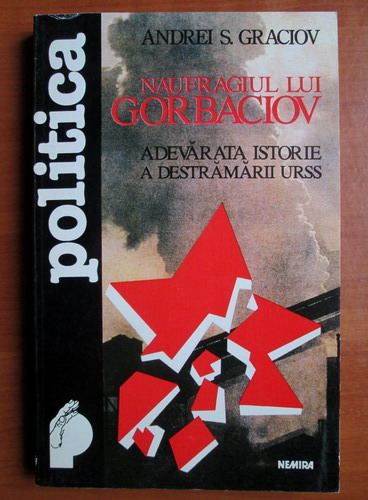 ANDREI S. GRACIOV
NAUFRAGIUL LUI
GORBACIOV
ADEVĂRATA ISTORIE
A DESTRĂMĂRII URSS
politica
NEMIRA